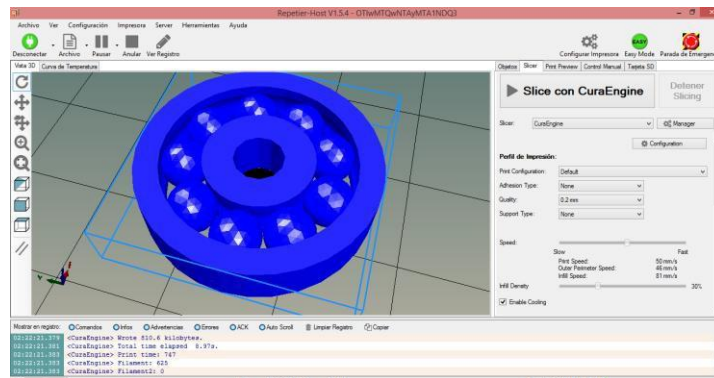 Repetier-Host V1.5.4 - OTIwMTQwNTAyMTA1NDQ3
Archivo Ver Configuración Impresora Server Herramientas Ayuda
Desconectar Archivo Pausar Anular Ver Registro Configurar Impresora Easy Mode Parada de Emergenc
EASY
Vista 3D Curva de Temperatura
Objetos Slicer Print Preview Control Manual Tarjeta SD
Slice con CuraEngine
Detener
Slicing
Slicer: CuraEngine Manager
Configuration
Perfil de Impresión:
Print Configuration: Default
Adhesion Type: None
Quality: 0.2 mm
Support Type: None
Speed:
Slow Fast
Print Speed: 50 mm/s
Outer Perimeter Speed: 46 mm/s
Infill Speed: 81 mm/s
Infill Density 30%
Enable Cooling
Mostrar en registro: Comandos Infos Advertencias Errores ACK Auto Scroll Limpiar Registro Copiar
02:22:21.379 <CuraEngine> Wrote 810.6 kilobytes.
02:22:21.381 <CuraEngine> Total time elapsed 8.97s.
02:22:21.383 <CuraEngine> Print time: 747
02:22:21.383 <CuraEngine> Filament: 625
02:22:21.383 <CuraEngine> Filament2: 0